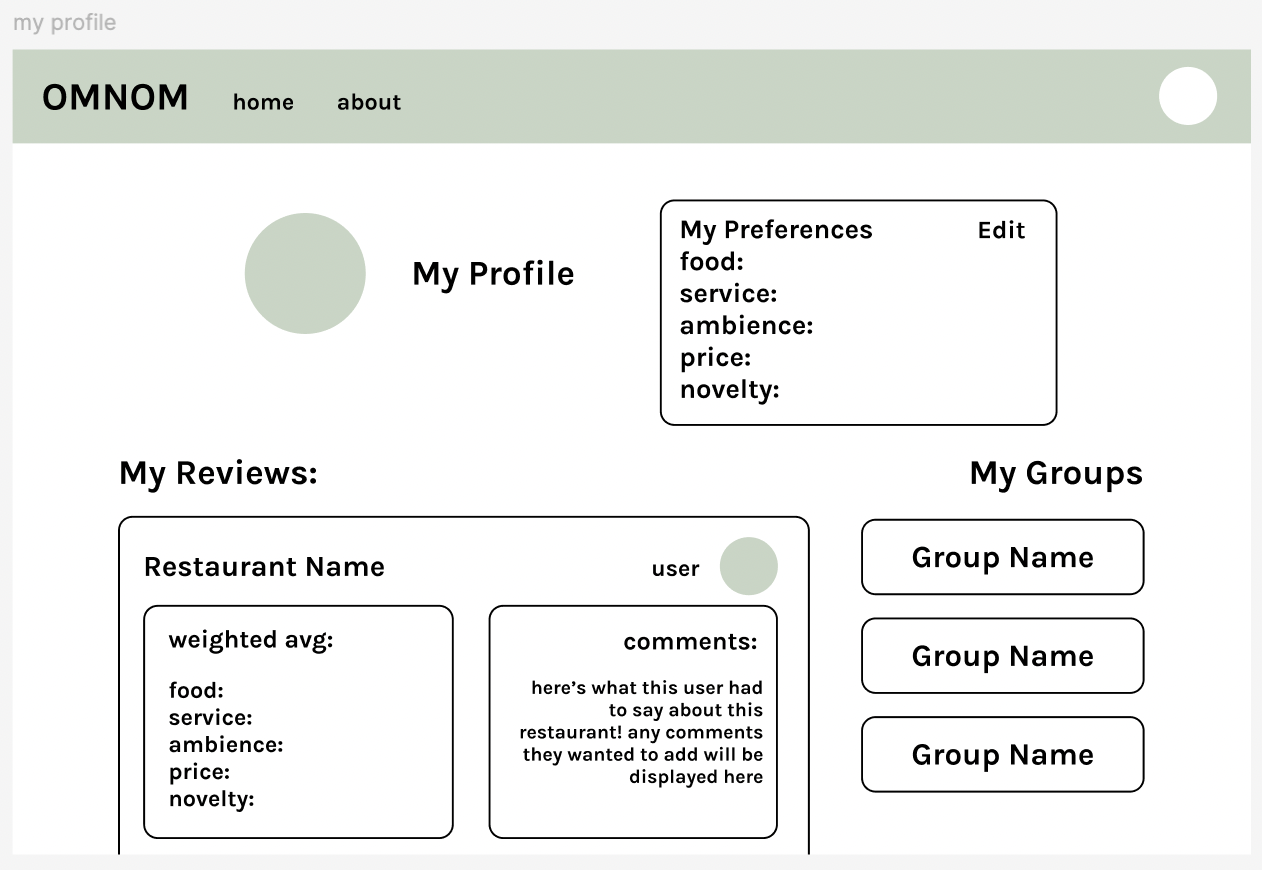 my profile
OMNOM home about
My Profile
My Preferences Edit
food:
service:
ambience:
price:
novelty:
My Reviews:
Restaurant Name user
weighted avg:
food:
service:
ambience:
price:
novelty:
comments:
here’s what this user had
to say about this
restaurant! any comments
they wanted to add will be
displayed here
My Groups
Group Name
Group Name
Group Name